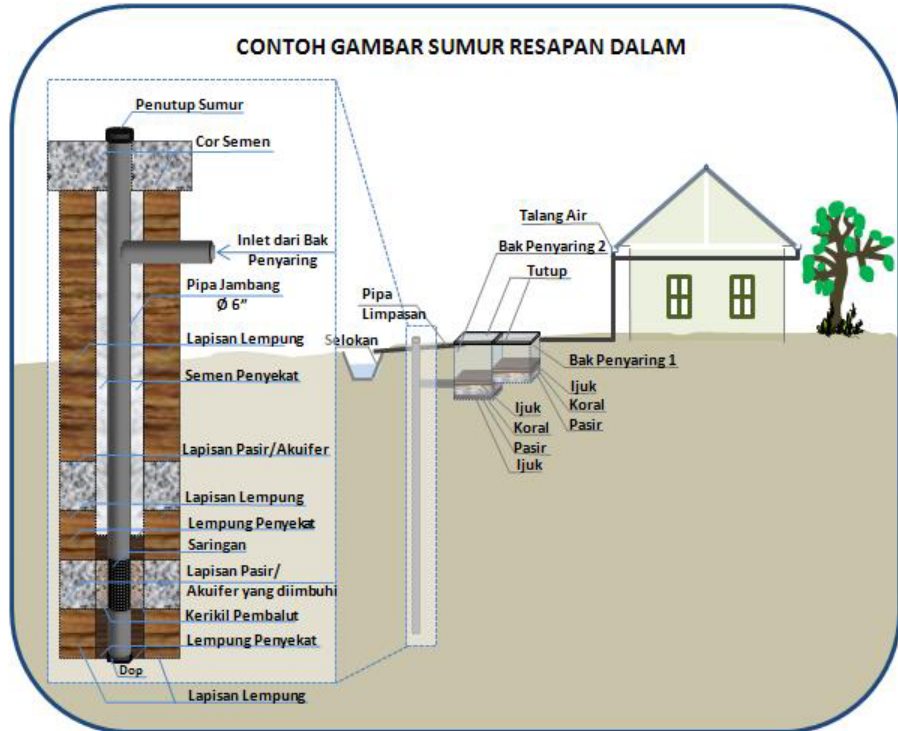 CONTOH GAMBAR SUMUR RESAPAN DALAM
Penutup Sumur
Cor Semen
Inlet dari Bak
Penyaring
Pipa Jambang
Ø 6”
Lapisan Lempung
Semen Penyekat
Lapisan Pasir/Akuifer
Lapisan Lempung
Lempung Penyekat
Saringan
Lapisan Pasir/
Akuifer yang diimbuhi
Kerikil Pembalut
Lempung Penyekat
Dop
Lapisan Lempung
Talang Air
Bak Penyaring 2
Tutup
Pipa
Limpasan
Selokan
Bak Penyaring 1
Ijuk
Koral
Pasir
Ijuk
Koral
Pasir
Ijuk